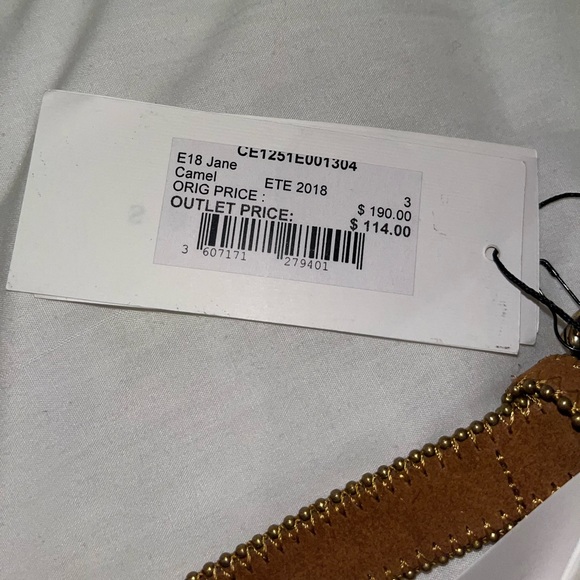 CE1251E001304
E18 Jane
Camel ETE 2018 3
ORIG PRICE : $ 190.00
OUTLET PRICE: $ 114.00
3 607171 279401